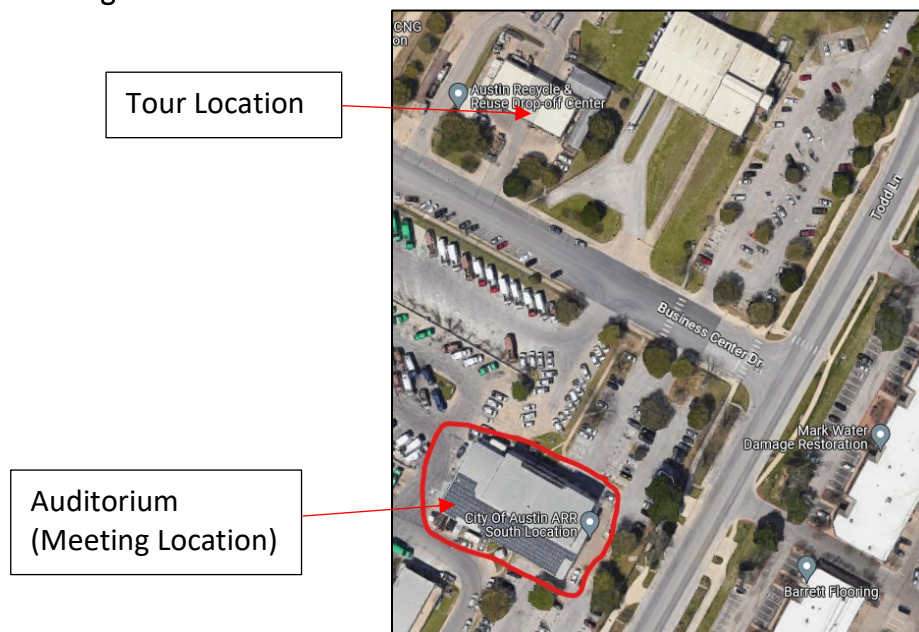 CNG
on
Tour Location
Austin Recycle &
Reuse Drop-off Center
Todd Ln
Business Center Dr
Mark Water
Damage Restoration
Auditorium
(Meeting Location)
City Of Austin ARR
South Location
Barrett Flooring